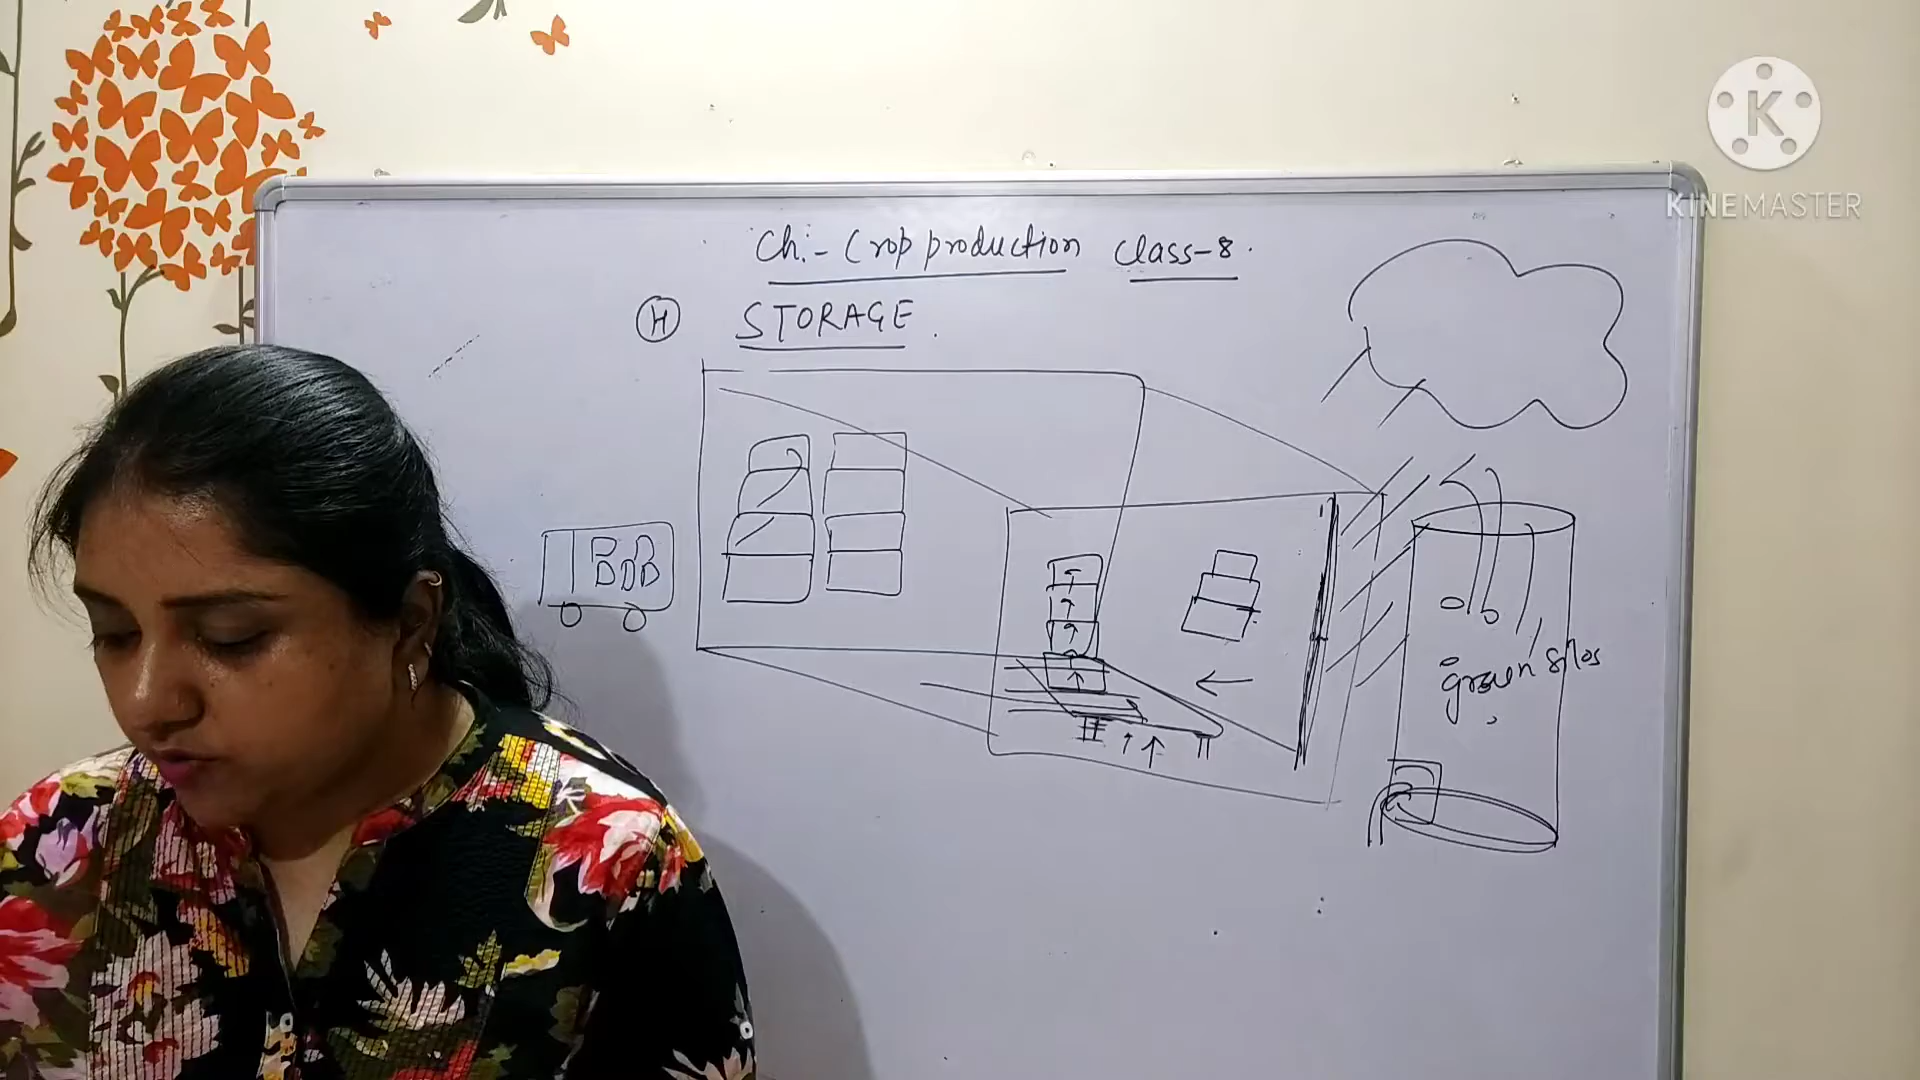 K
KINEMASTER
Ch:- Crop production Class-8.
H STORAGE.
grain silos